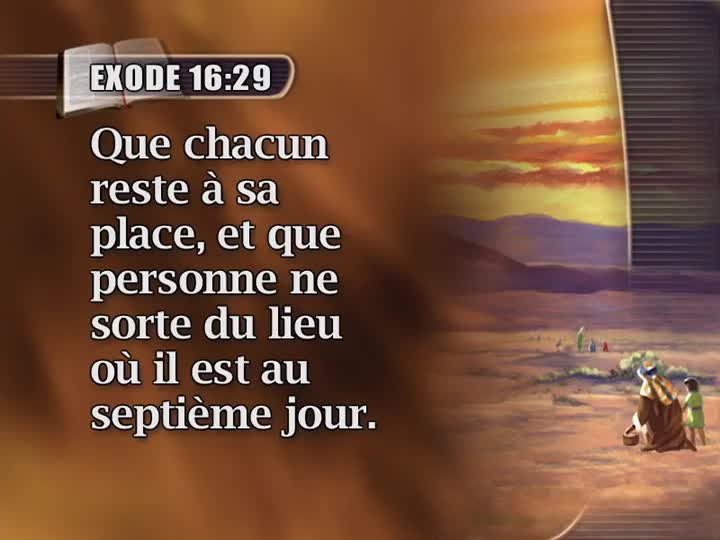 EXODE 16:29
Que chacun
reste à sa
place, et que
personne ne
sorte du lieu
où il est au
septième jour.